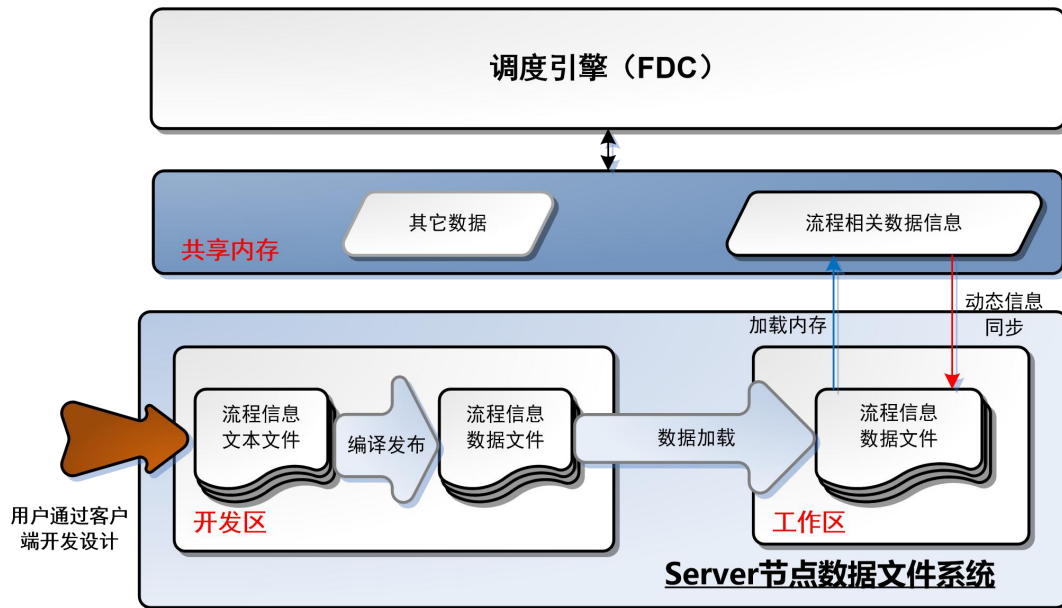 调度引擎（FDC）
其它数据
流程相关数据信息
共享内存
加载内存
动态信息
同步
流程信息
文本文件
编译发布
流程信息
数据文件
数据加载
流程信息
数据文件
用户通过客户
端开发设计
开发区
工作区
Server节点数据文件系统